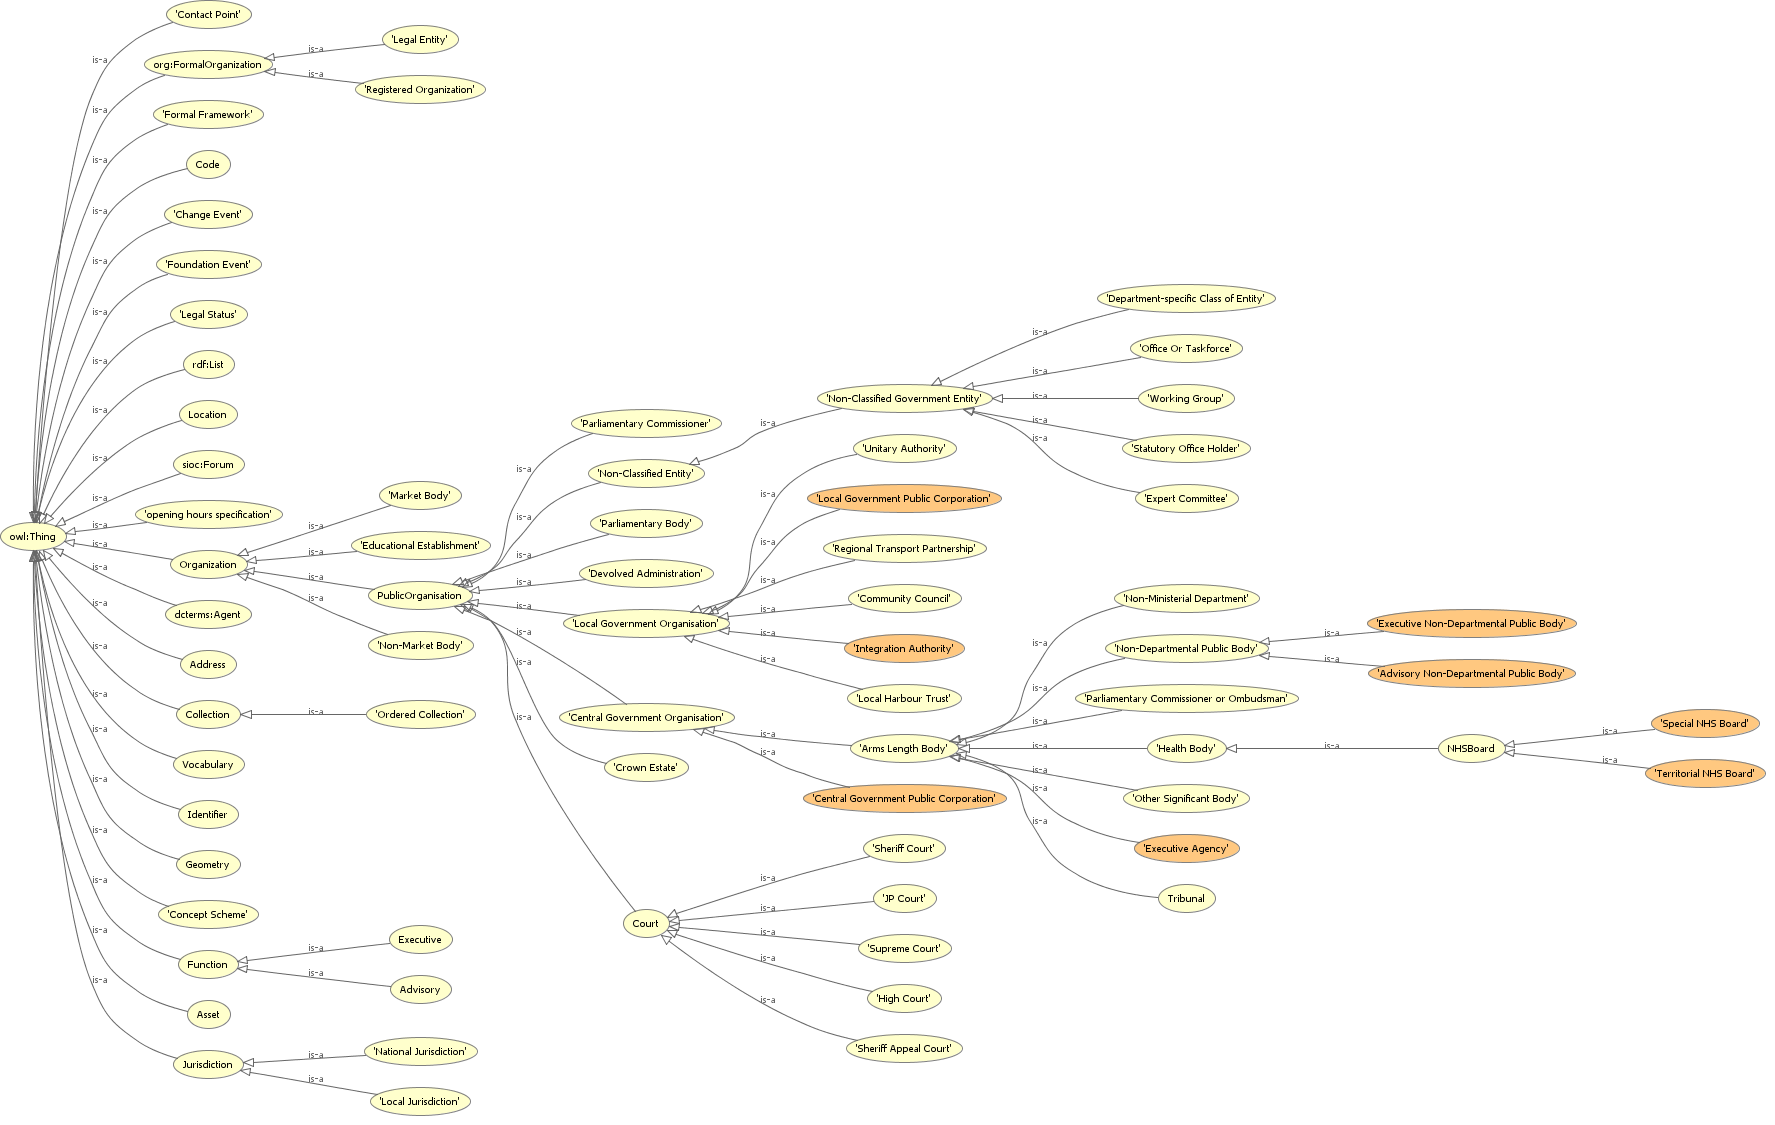 'Contact Point'
'Legal Entity'
is-a
is-a
org:FormalOrganization
is-a
'Registered Organization'
is-a
'Formal Framework'
is-a
Code
is-a
'Change Event'
is-a
'Foundation Event'
is-a
'Legal Status'
is-a
rdf:List
is-a
Location
is-a
sioc:Forum
is-a
'opening hours specification'
is-a
owl:Thing
is-a
Organization
is-a
dcterms:Agent
is-a
Address
is-a
Collection
is-a
'Ordered Collection'
is-a
Vocabulary
is-a
Identifier
is-a
Geometry
is-a
'Concept Scheme'
is-a
Function
is-a
Executive
is-a
Advisory
is-a
Asset
is-a
Jurisdiction
is-a
'National Jurisdiction'
is-a
'Local Jurisdiction'
'Market Body'
is-a
'Educational Establishment'
is-a
PublicOrganisation
is-a
'Non-Market Body'
is-a
'Parliamentary Commissioner'
is-a
'Non-Classified Entity'
is-a
'Parliamentary Body'
is-a
'Devolved Administration'
is-a
'Local Government Organisation'
is-a
is-a
'Central Government Organisation'
is-a
'Crown Estate'
is-a
Court
'Department-specific Class of Entity'
is-a
'Office Or Taskforce'
is-a
'Non-Classified Government Entity'
is-a
'Working Group'
is-a
'Statutory Office Holder'
is-a
'Expert Committee'
is-a
'Unitary Authority'
is-a
'Local Government Public Corporation'
is-a
'Regional Transport Partnership'
is-a
'Community Council'
is-a
'Integration Authority'
is-a
'Local Harbour Trust'
is-a
'Arms Length Body'
is-a
'Central Government Public Corporation'
is-a
'Non-Ministerial Department'
is-a
'Non-Departmental Public Body'
is-a
'Executive Non-Departmental Public Body'
is-a
'Advisory Non-Departmental Public Body'
is-a
'Parliamentary Commissioner or Ombudsman'
is-a
'Health Body'
is-a
NHSBoard
is-a
'Special NHS Board'
is-a
'Territorial NHS Board'
is-a
'Other Significant Body'
is-a
'Executive Agency'
is-a
Tribunal
'Sheriff Court'
is-a
'JP Court'
is-a
'Supreme Court'
is-a
'High Court'
is-a
'Sheriff Appeal Court'